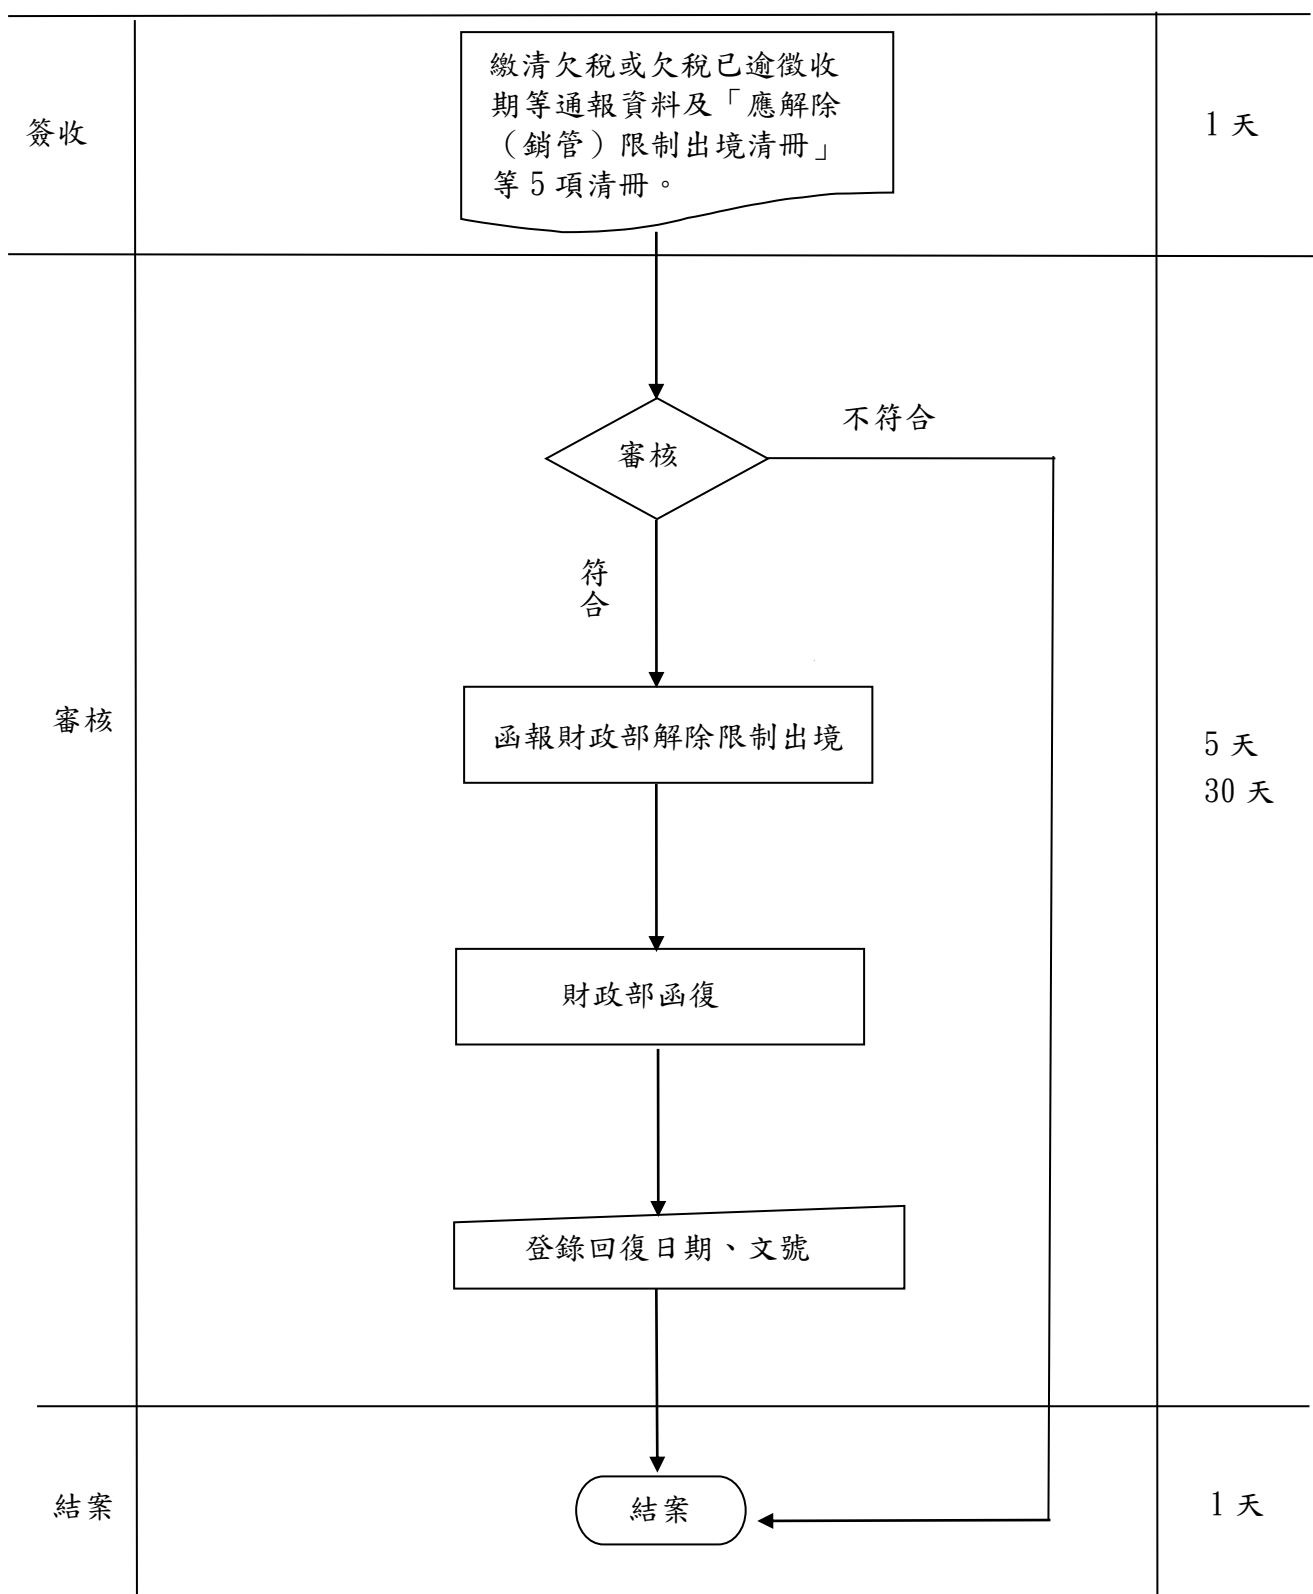 簽收
繳清欠稅或欠稅已逾徵收
期等通報資料及「應解除
（銷管）限制出境清冊」
等5項清冊。
1天
審核
不符合
審核
符
合
函報財政部解除限制出境
財政部函復
登錄回復日期、文號
5天
30天
結案
結案
1天